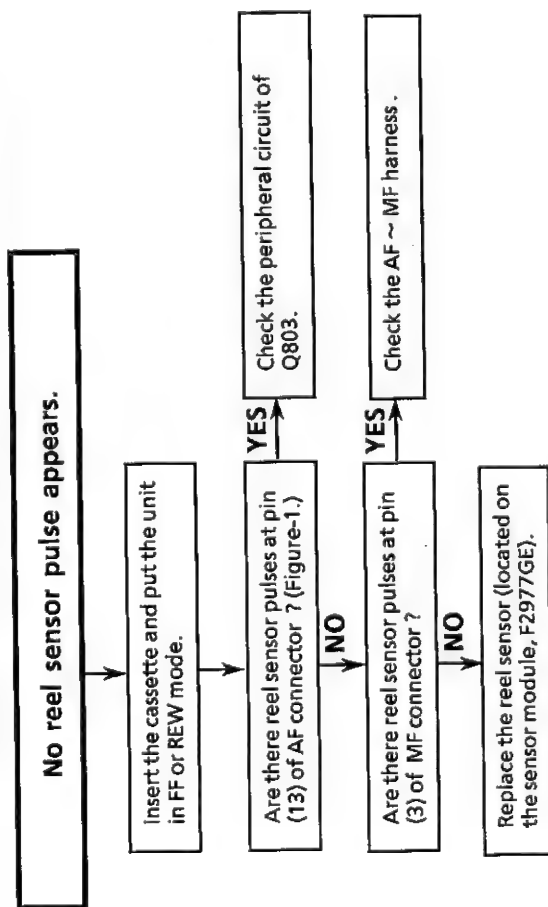 No reel sensor pulse appears.
Insert the cassette and put the unit
in FF or REW mode.
Are there reel sensor pulses at pin
(13) of AF connector ? (Figure-1.)
YES
Check the peripheral circuit of
Q803.
NO
Are there reel sensor pulses at pin
(3) of MF connector ?
YES
Check the AF ~ MF harness .
NO
Replace the reel sensor (located on
the sensor module, F2977GE).